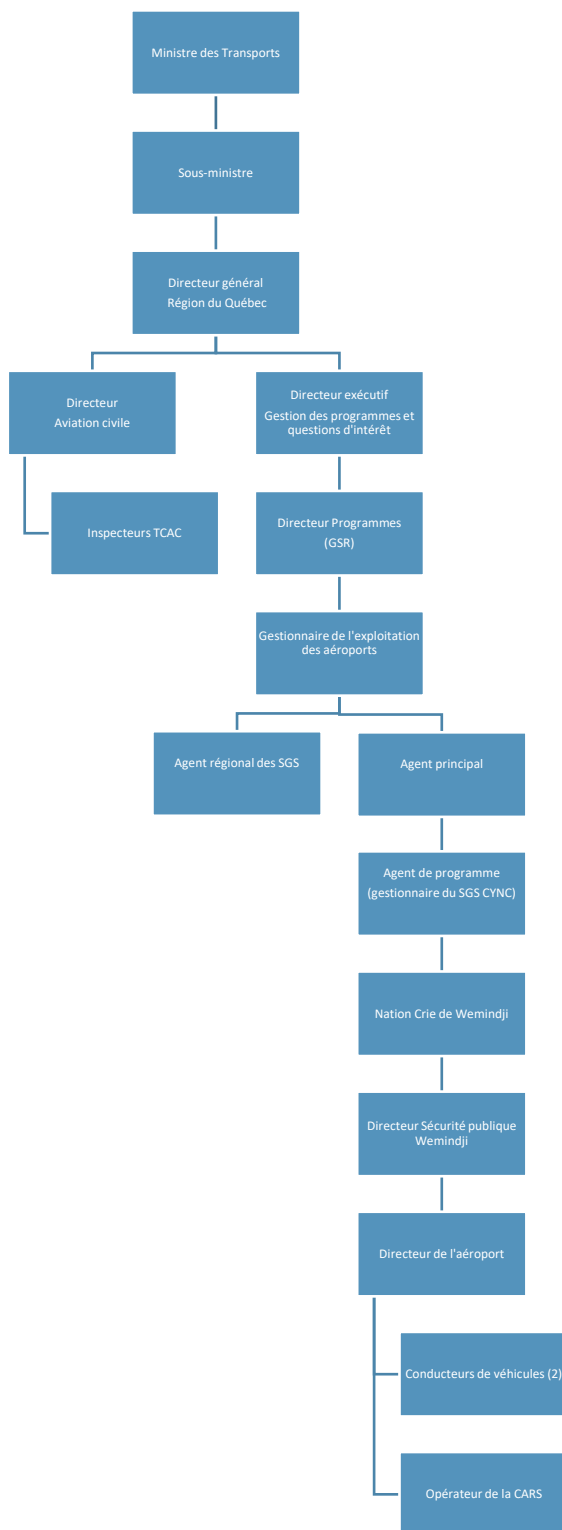 Ministre des Transports
Sous-ministre
Directeur général
Région du Québec
Directeur
Aviation civile
Directeur exécutif
Gestion des programmes et
questions d'intérêt
Inspecteurs TCAC
Directeur Programmes
(GSR)
Gestionnaire de l'exploitation
des aéroports
Agent régional des SGS
Agent principal
Agent de programme
(gestionnaire du SGS CYNC)
Nation Crie de Wemindji
Directeur Sécurité publique
Wemindji
Directeur de l'aéroport
Conducteurs de véhicules (2)
Opérateur de la CARS